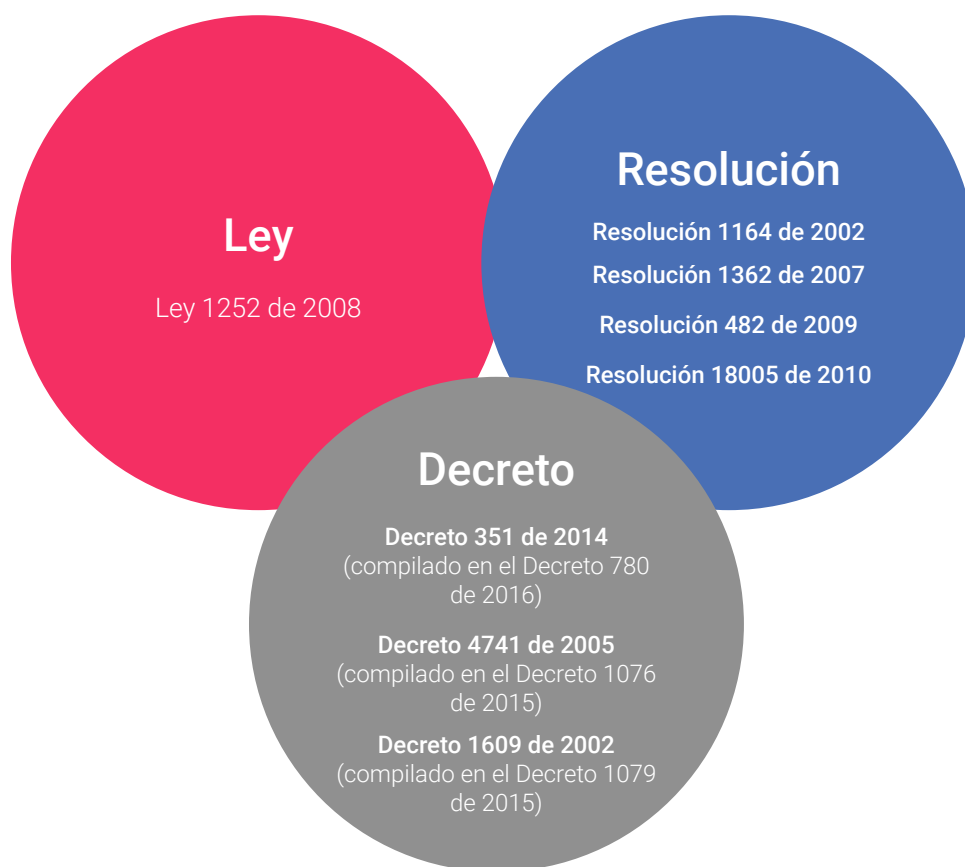 Ley
Ley 1252 de 2008
Resolución
Resolución 1164 de 2002
Resolución 1362 de 2007
Resolución 482 de 2009
Resolución 18005 de 2010
Decreto
Decreto 351 de 2014
(compilado en el Decreto 780
de 2016)
Decreto 4741 de 2005
(compilado en el Decreto 1076
de 2015)
Decreto 1609 de 2002
(compilado en el Decreto 1079
de 2015)